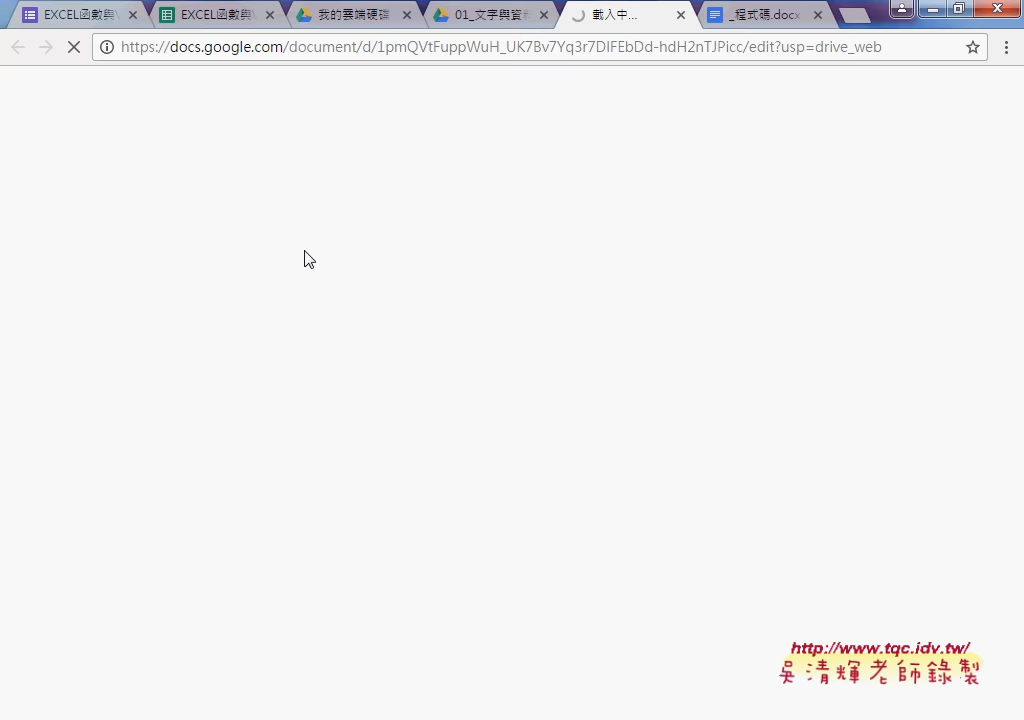 EXCEL函數與V
EXCEL函數與V
我的雲端硬碟
01_文字與資
載入中...
_程式碼.docx
https://docs.google.com/document/d/1pmQVtFuppWuH_UK7Bv7Yq3r7DIFEbDd-hdH2nTJPicc/edit?usp=drive_web
http://www.tqc.idv.tw/
吳清輝老師錄製